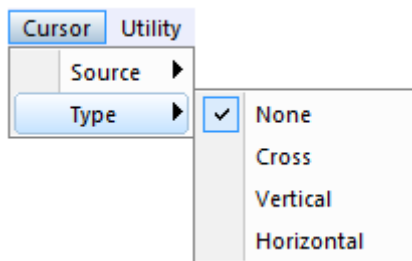 Cursor Utility
Source
Type
None
Cross
Vertical
Horizontal